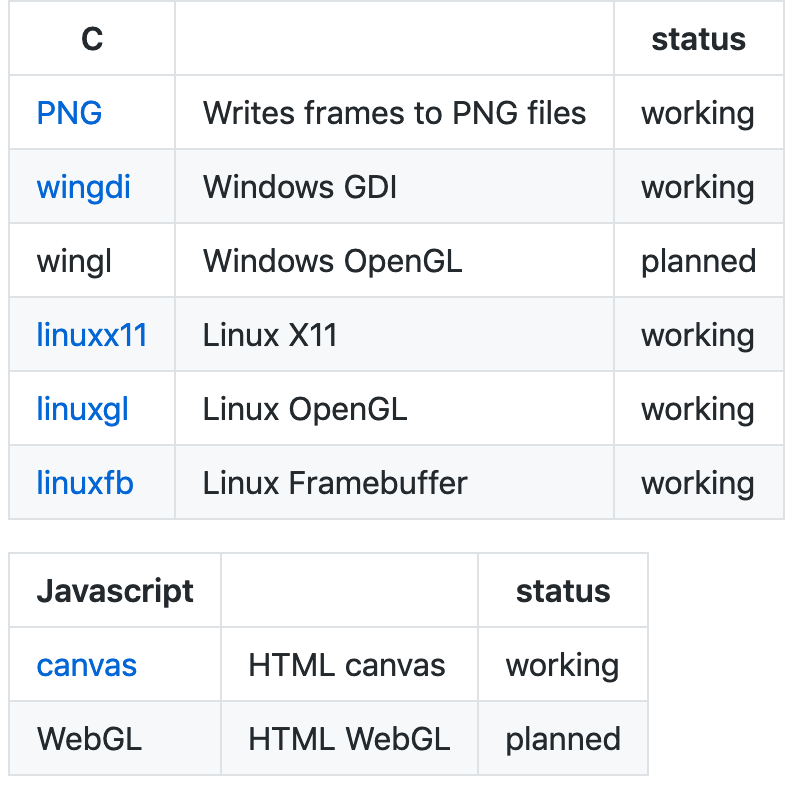 C status
PNG Writes frames to PNG files working
wingdi Windows GDI working
wingl Windows OpenGL planned
linuxx11 Linux X11 working
linuxgl Linux OpenGL working
linuxfb Linux Framebuffer working
Javascript status
canvas HTML canvas working
WebGL HTML WebGL planned